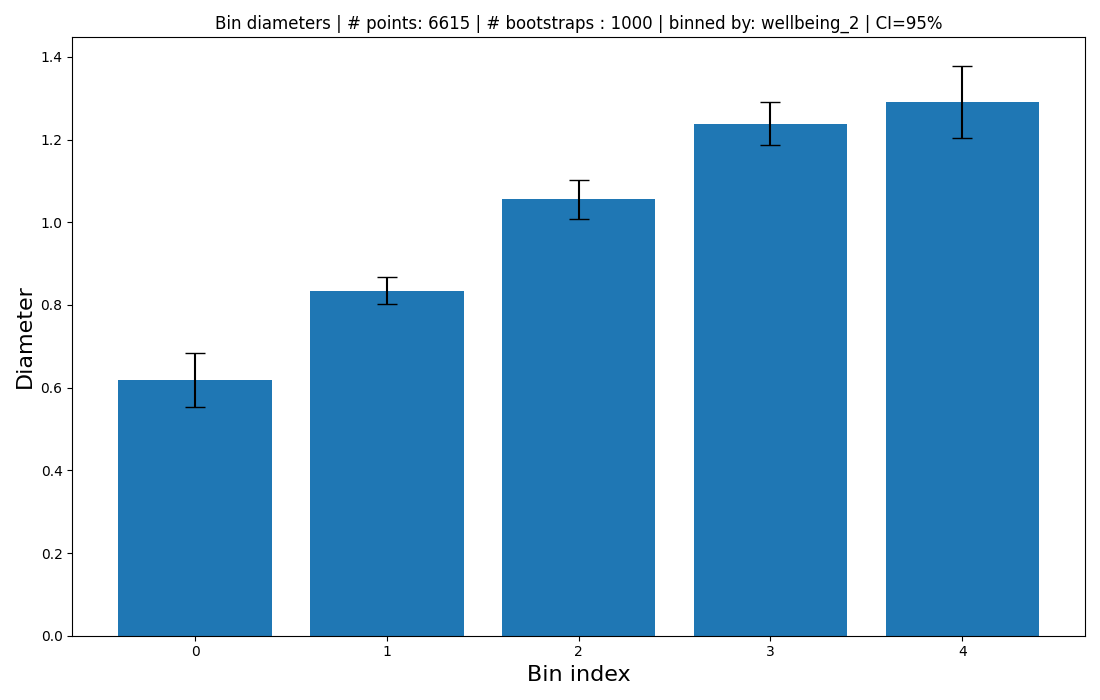 Bin diameters | # points: 6615 | # bootstraps : 1000 | binned by: wellbeing_2 | CI=95%
1.4
1.2
1.0
0.8
0.6
0.4
0.2
0.0
Diameter
0 1 2 3 4
Bin index